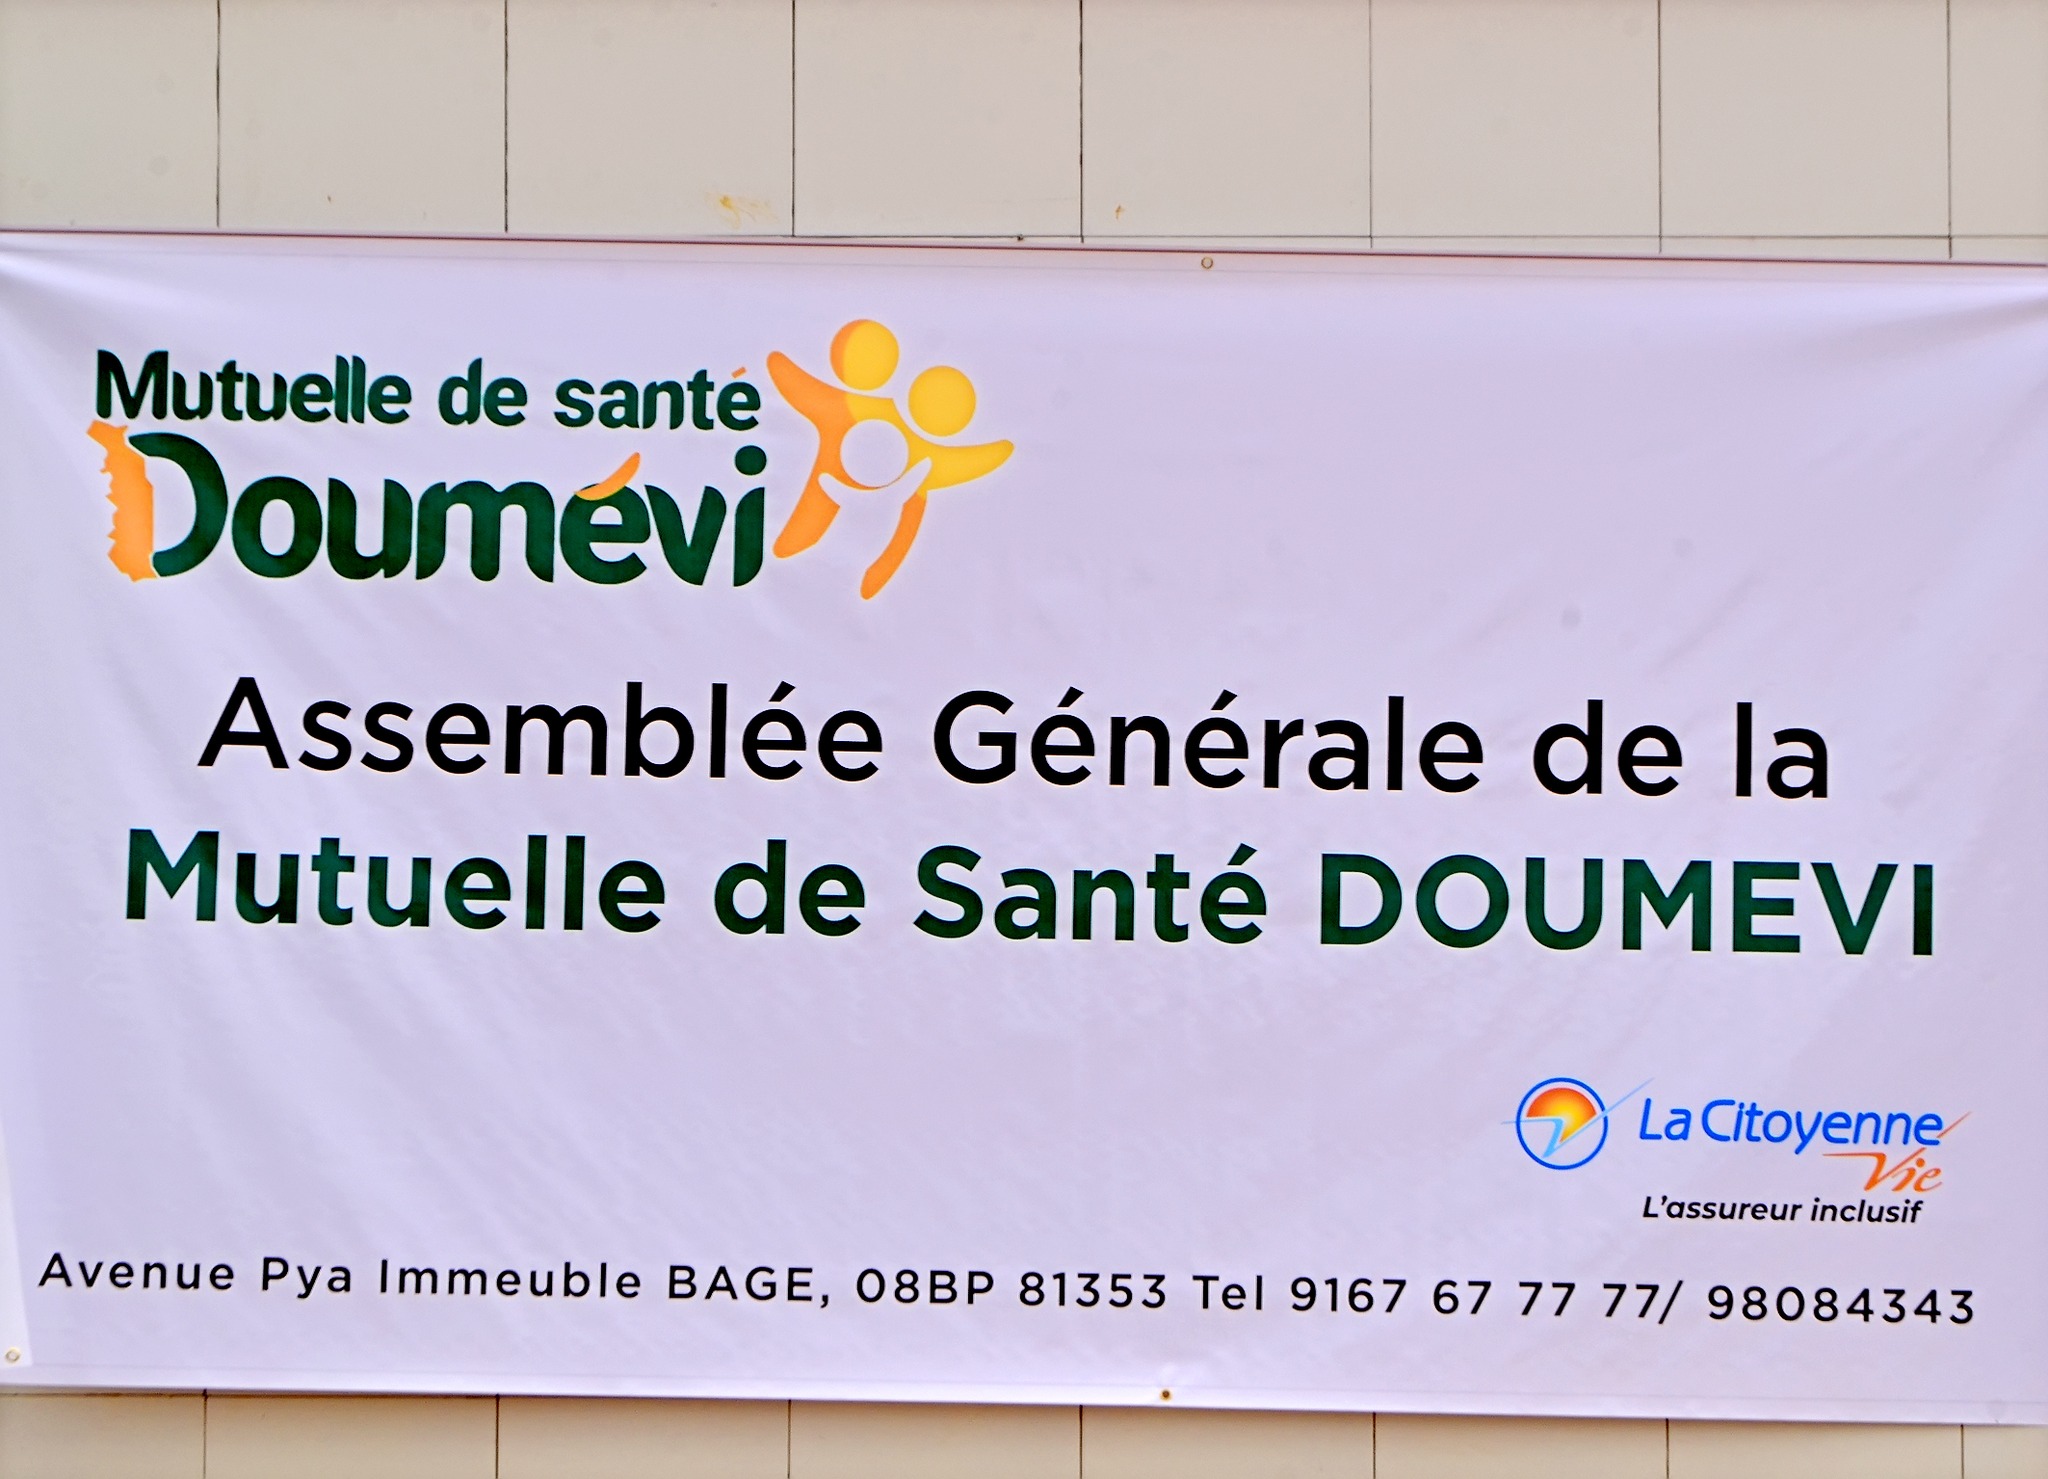 Mutuelle de santé
Doumévi
Assemblée Générale de la
Mutuelle de Santé DOUMEVI
La Citoyenne
Vie
L'assureur inclusif
Avenue Pya Immeuble BAGE, 08BP 81353 Tel 9167 67 77 77/ 98084343